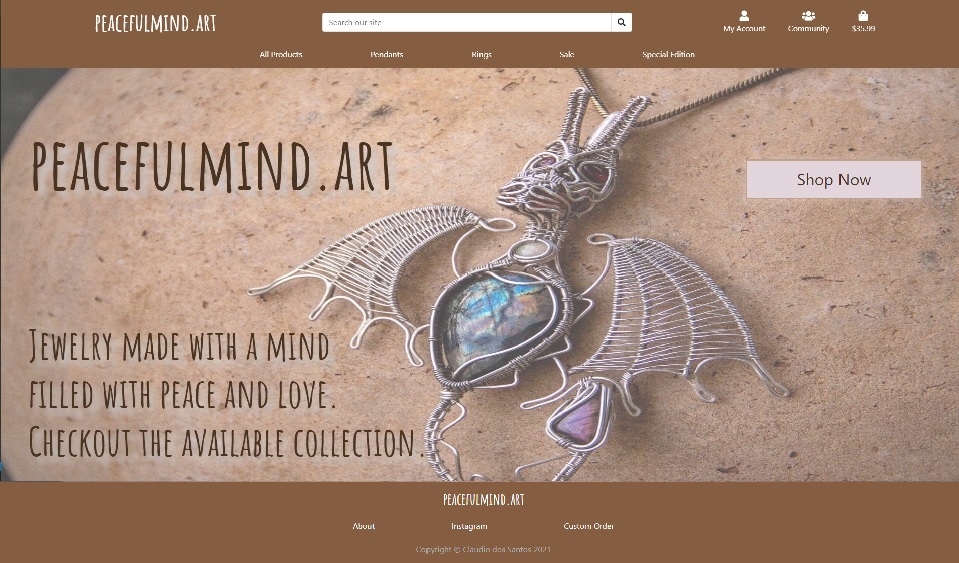 PEACEFULMIND.ART
Search our site
My Account
Community
$35.99
All Products
Pendants
Rings
Sale
Special Edition
PEACEFULMIND.ART
Shop Now
JEWELRY MADE WITH A MIND
FILLED WITH PEACE AND LOVE.
CHECKOUT THE AVAILABLE COLLECTION.
PEACEFULMIND.ART
About
Instagram
Custom Order
Copyright © Claudio dos Santos 2021